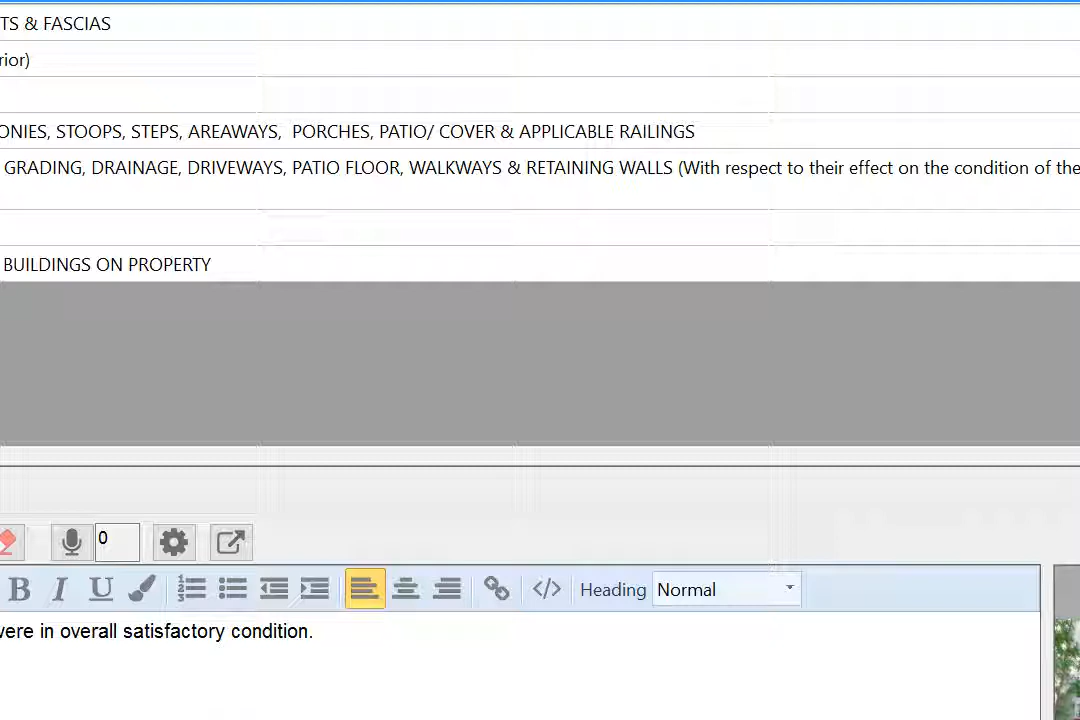 TS & FASCIAS
rior)
ONIES, STOOPS, STEPS, AREAWAYS,  PORCHES, PATIO/ COVER & APPLICABLE RAILINGS
GRADING, DRAINAGE, DRIVEWAYS, PATIO FLOOR, WALKWAYS & RETAINING WALLS (With respect to their effect on the condition of the
BUILDINGS ON PROPERTY
0
B I U </> Heading Normal
were in overall satisfactory condition.